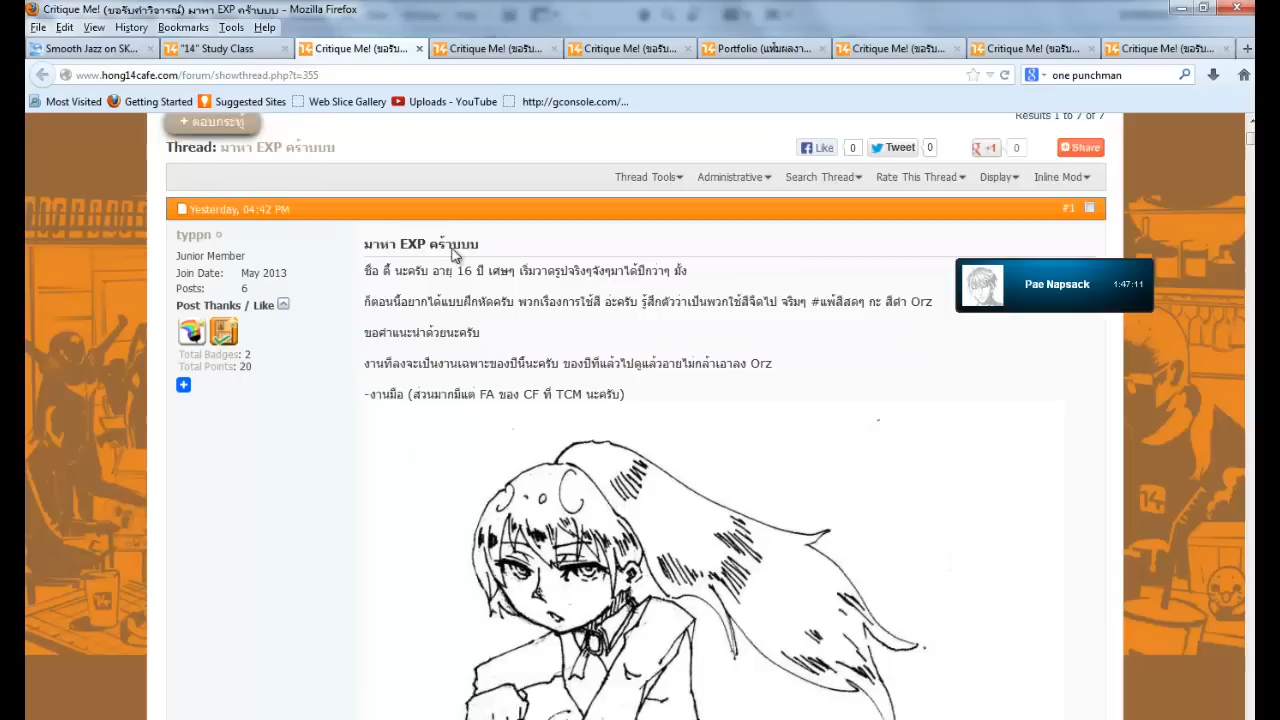 Critique Me! (ขอรับคำวิจารณ์) มาหา EXP คร้าบบบ - Mozilla Firefox
File Edit View History Bookmarks Tools Help
Smooth Jazz on SK... "14" Study Class Critique Me! (ขอรับ... Critique Me! (ขอรับ... Critique Me! (ขอรับ... Portfolio (แฟ้มผลงา... Critique Me! (ขอรับ... Critique Me! (ขอรับ... Critique Me! (ขอรับ...
www.hong14cafe.com/forum/showthread.php?t=355 one punchman
Most Visited Getting Started Suggested Sites Web Slice Gallery Uploads - YouTube http://gconsole.com/...
+ ตอบกระทู้ Results 1 to 7 of 7
Thread: มาหา EXP คร้าบบบ Like 0 Tweet 0 +1 0 Share
Thread Tools Administrative Search Thread Rate This Thread Display Inline Mod
Yesterday, 04:42 PM #1
typpn
Junior Member
Join Date: May 2013
Posts: 6
Post Thanks / Like
Total Badges: 2
Total Points: 20
มาหา EXP คร้าบบบ
ชื่อ ตี้ นะครับ อายุ 16 ปี เศษๆ เริ่มวาดรูปจริงๆจังๆมาได้ปีกว่าๆ มั้ง
ก็ตอนนี้อยากได้แบบฝึกหัดครับ พวกเรื่องการใช้สี อ่ะครับ รู้สึกตัวว่าเป็นพวกใช้สีจืดไป จริมๆ #แพ้สีสดๆ กะ สีดำ Orz
ขอคำแนะนำด้วยนะครับ
งานที่ลงจะเป็นงานเฉพาะของปีนี้นะครับ ของปีที่แล้วไปดูแล้วอายไม่กล้าเอาลง Orz
-งานมือ (ส่วนมากมีแต่ FA ของ CF ที่ TCM นะครับ)
Pae Napsack 1:47:11